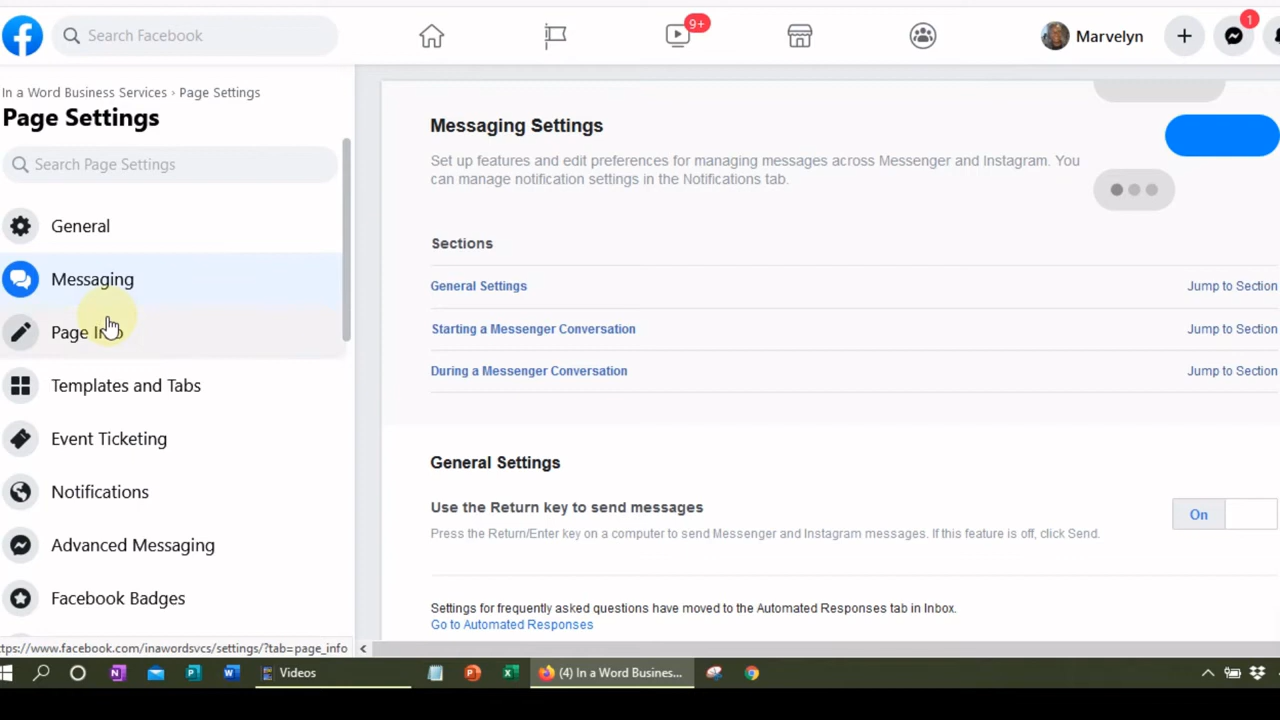 Search Facebook
9+
Marvelyn
1
In a Word Business Services › Page Settings
Page Settings
Search Page Settings
General
Messaging
Page Info
Templates and Tabs
Event Ticketing
Notifications
Advanced Messaging
Facebook Badges
Messaging Settings
Set up features and edit preferences for managing messages across Messenger and Instagram. You
can manage notification settings in the Notifications tab.
Sections
General Settings
Jump to Section
Starting a Messenger Conversation
Jump to Section
During a Messenger Conversation
Jump to Section
General Settings
Use the Return key to send messages
On
Press the Return/Enter key on a computer to send Messenger and Instagram messages. If this feature is off, click Send.
Settings for frequently asked questions have moved to the Automated Responses tab in Inbox.
Go to Automated Responses
ttps://www.facebook.com/inawordsvcs/settings/?tab=page_info
Videos
(4) In a Word Busines...